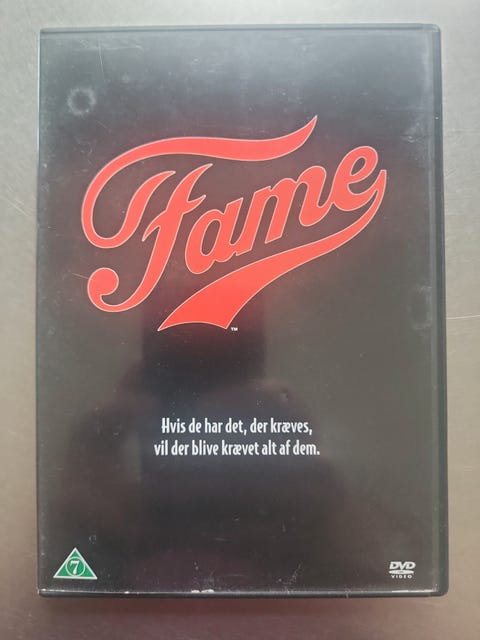 Fame
™
Hvis de har det, der kræves,
vil der blive krævet alt af dem.
7
DVD
VIDEO